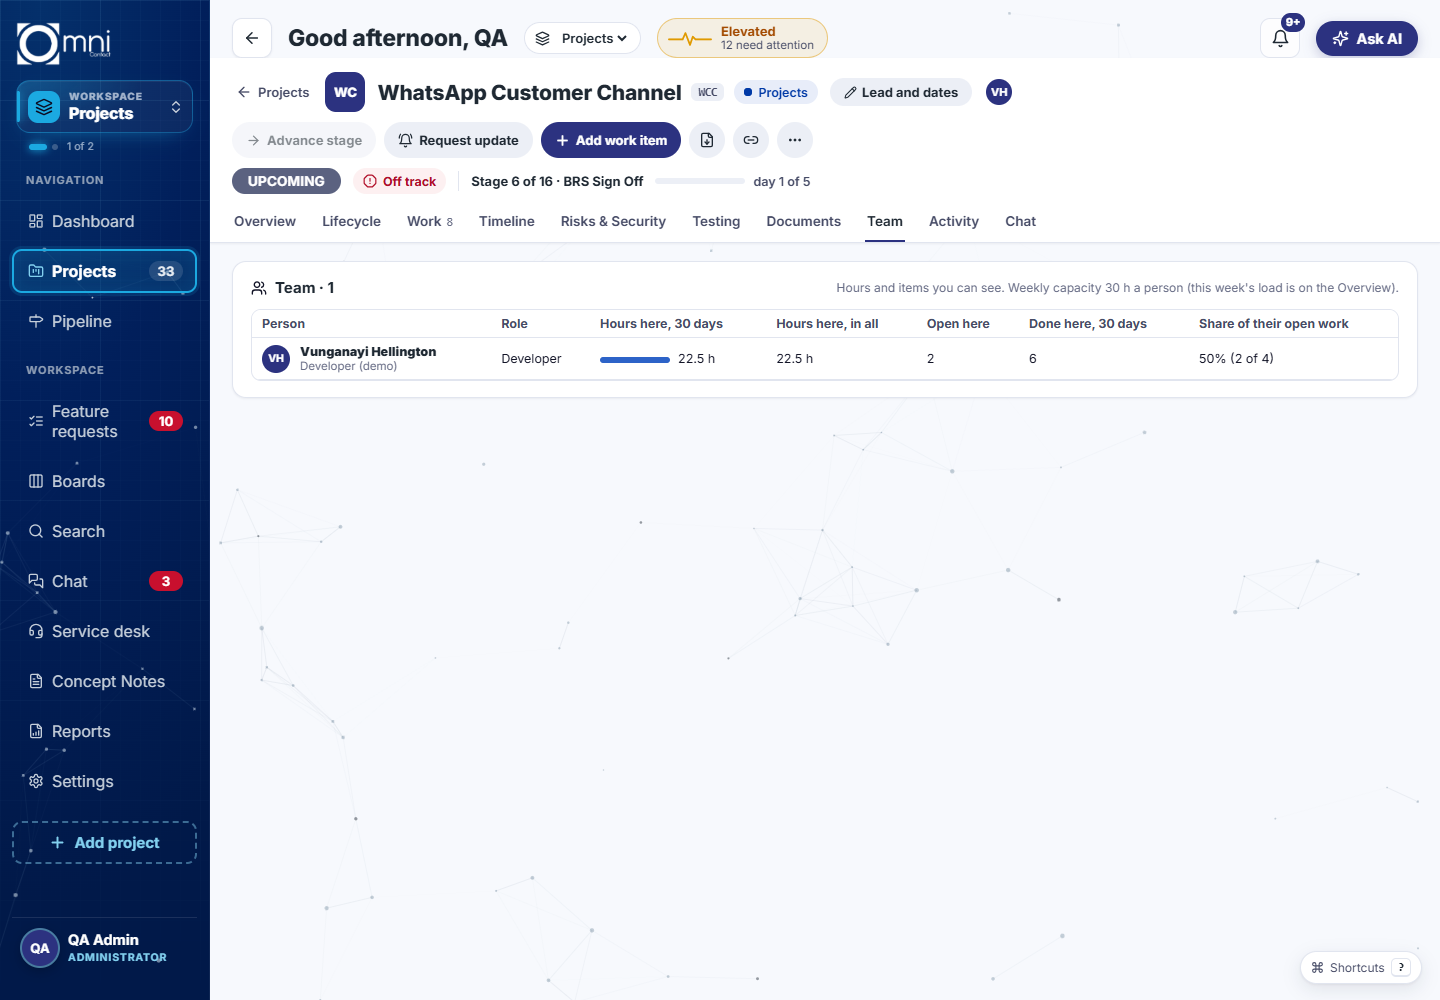 Omni
Contact
WORKSPACE
Projects
1 of 2
NAVIGATION
Dashboard
Projects 33
Pipeline
WORKSPACE
Feature
requests
10
Boards
Search
Chat 3
Service desk
Concept Notes
Reports
Settings
+ Add project
QA
QA Admin
ADMINISTRATOR
Good afternoon, QA
Projects
Elevated
12 need attention
9+
Ask AI
Projects
WC
WhatsApp Customer Channel
WCC
Projects
Lead and dates
VH
Advance stage
Request update
+ Add work item
UPCOMING
Off track
Stage 6 of 16 · BRS Sign Off
day 1 of 5
Overview
Lifecycle
Work 8
Timeline
Risks & Security
Testing
Documents
Team
Activity
Chat
Team · 1
Hours and items you can see. Weekly capacity 30 h a person (this week's load is on the Overview).
Person Role Hours here, 30 days Hours here, in all Open here Done here, 30 days Share of their open work
VH
Vunganayi Hellington
Developer (demo)
Developer 22.5 h 22.5 h 2 6 50% (2 of 4)
⌘ Shortcuts ?